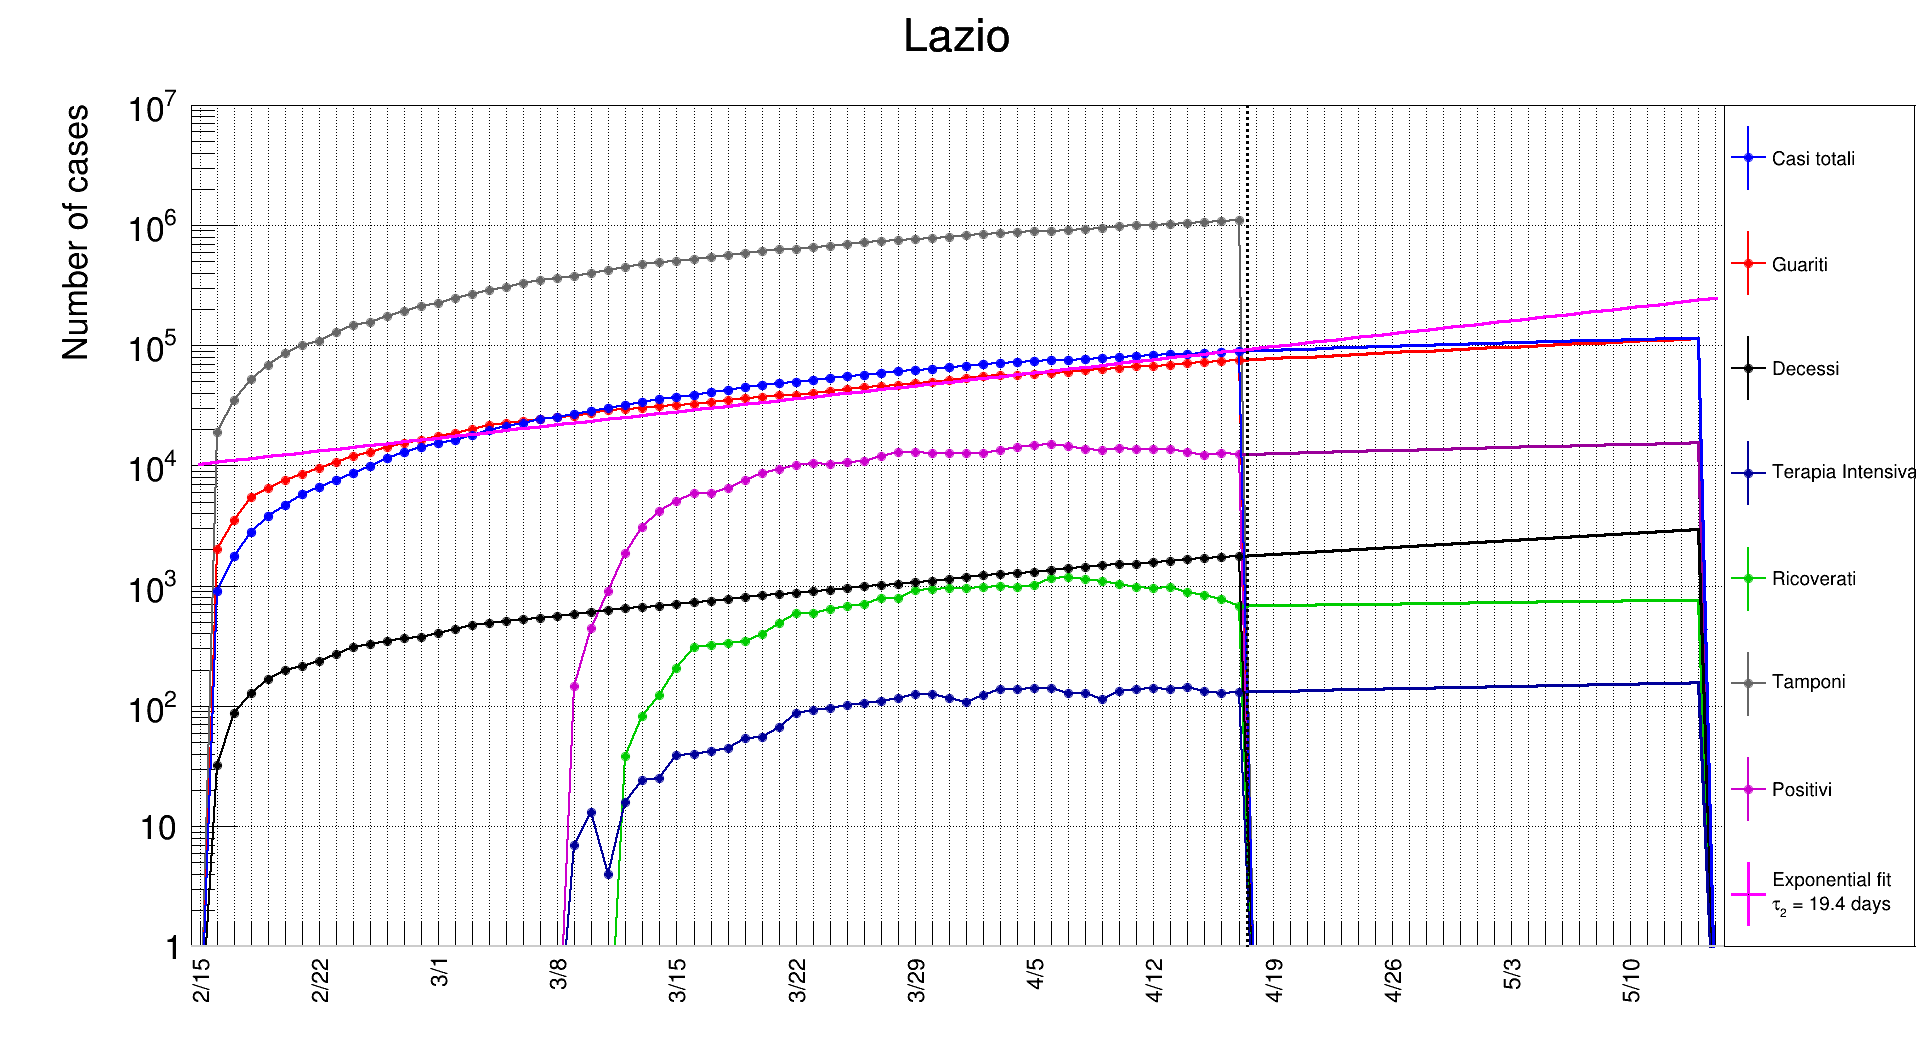 Lazio
Number of cases
10^7
10^6
10^5
10^4
10^3
10^2
10
1
2/15
2/22
3/1
3/8
3/15
3/22
3/29
4/5
4/12
4/19
4/26
5/3
5/10
Casi totali
Guariti
Decessi
Terapia Intensiva
Ricoverati
Tamponi
Positivi
Exponential fit
τ₂ = 19.4 days